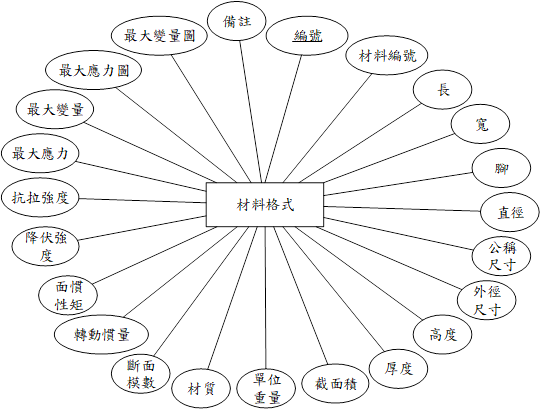 備註
編號
材料編號
長
寬
腳
直徑
公稱
尺寸
外徑
尺寸
高度
厚度
截面積
單位
重量
材質
斷面
模數
轉動慣量
面慣
性矩
降伏強
度
抗拉強度
最大應力
最大變量
最大應力圖
最大變量圖
材料格式